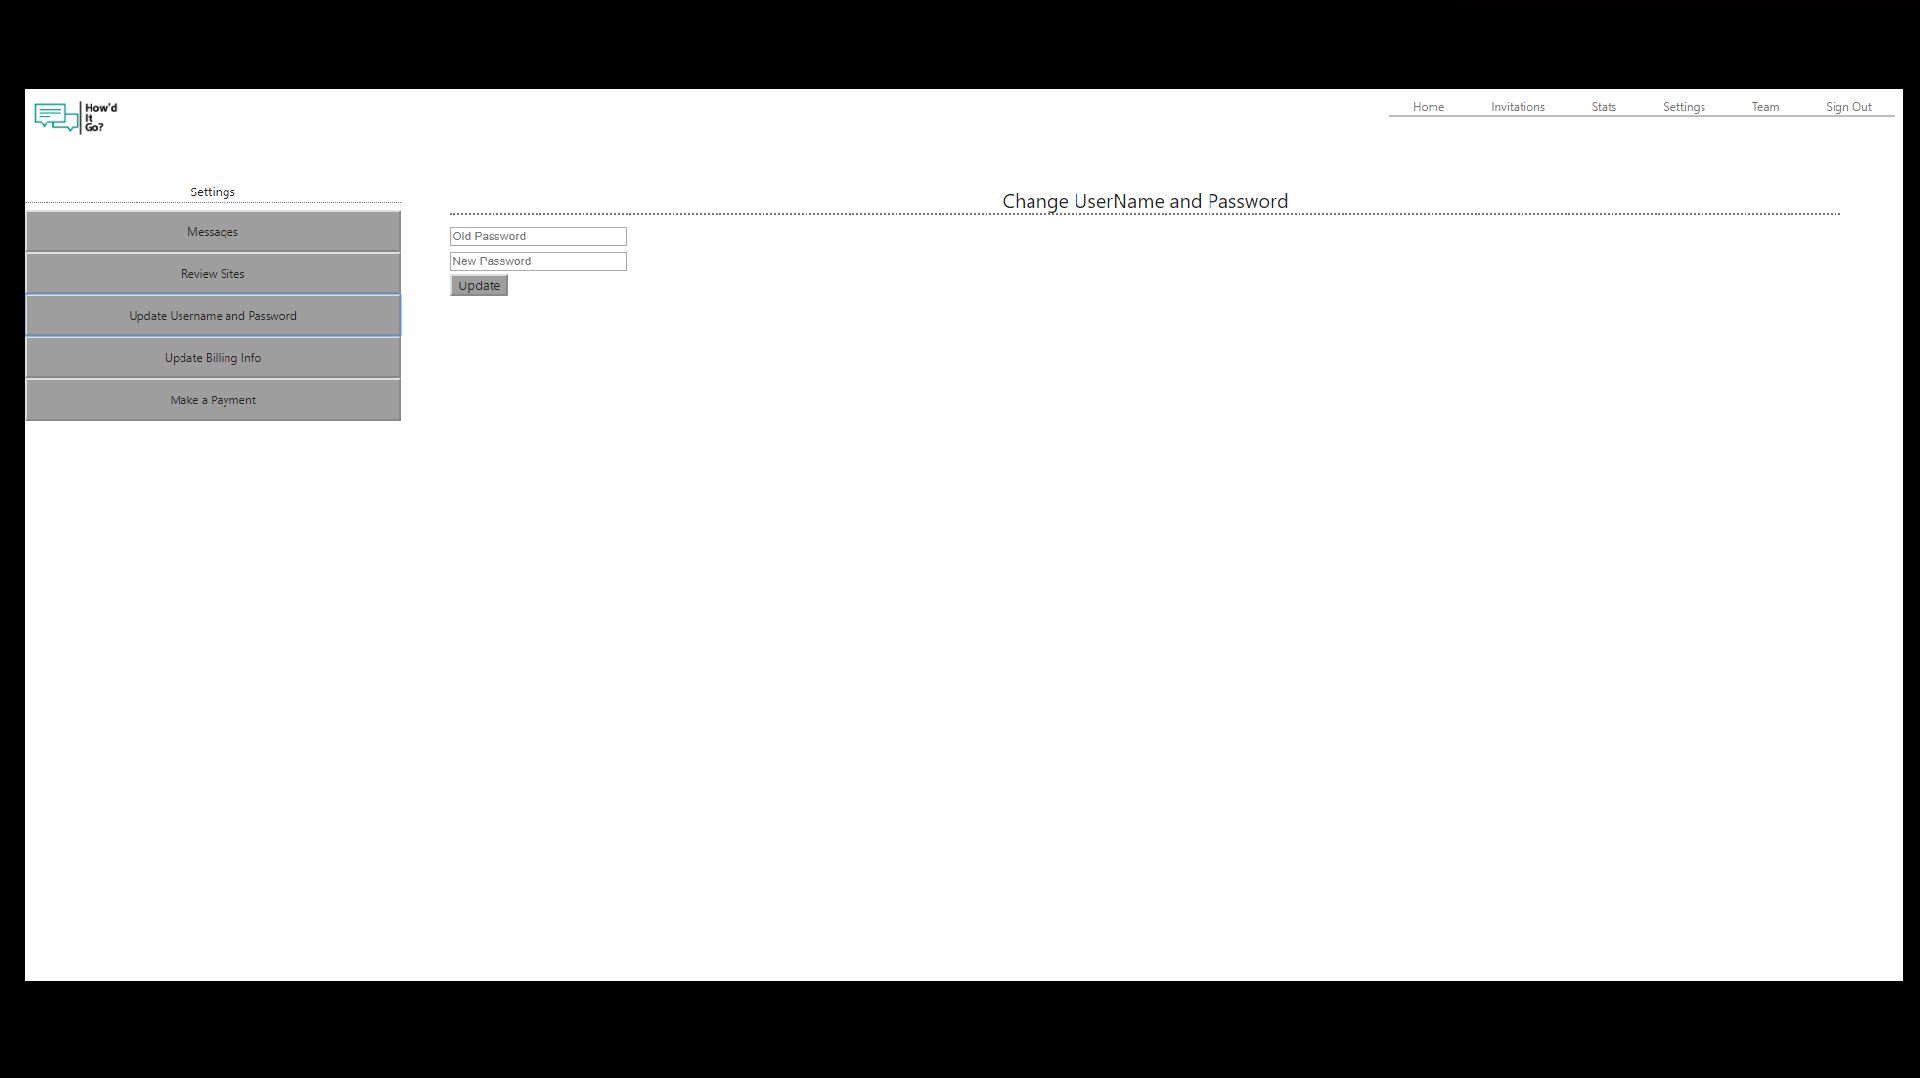 How'd
It
Go?
Home Invitations Stats Settings Team Sign Out
Settings
Messages
Review Sites
Update Username and Password
Update Billing Info
Make a Payment
Change UserName and Password
Old Password
New Password
Update